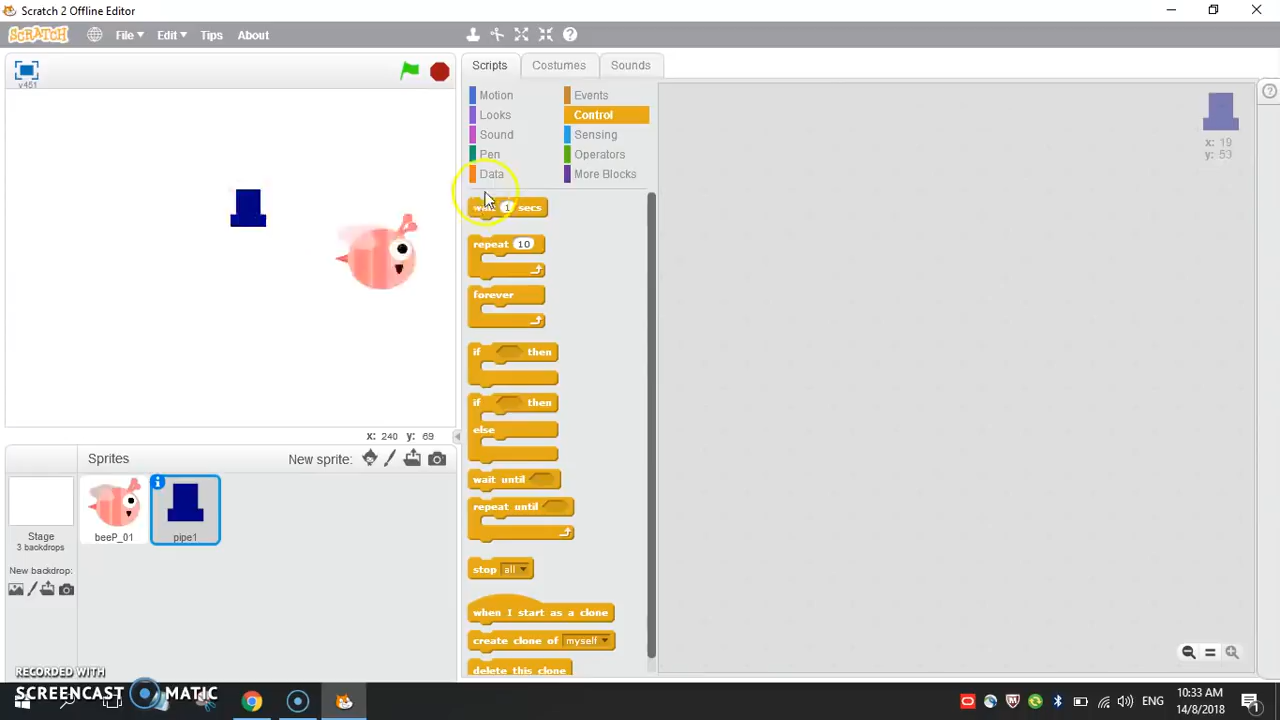 Scratch 2 Offline Editor
SCRATCH File Edit Tips About
v451
Scripts Costumes Sounds
Motion Events
Looks Control
Sound Sensing
Pen Operators
Data More Blocks
x: 19
y: 53
1 secs
repeat 10
forever
if then
if then
else
wait until
repeat until
stop all
when I start as a clone
create clone of myself
delete this clone
x: 240 y: 69
Sprites New sprite:
Stage
3 backdrops
New backdrop:
beeP_01
pipe1
RECORDED WITH
SCREENCAST MATIC
ENG
10:33 AM
14/8/2018
1